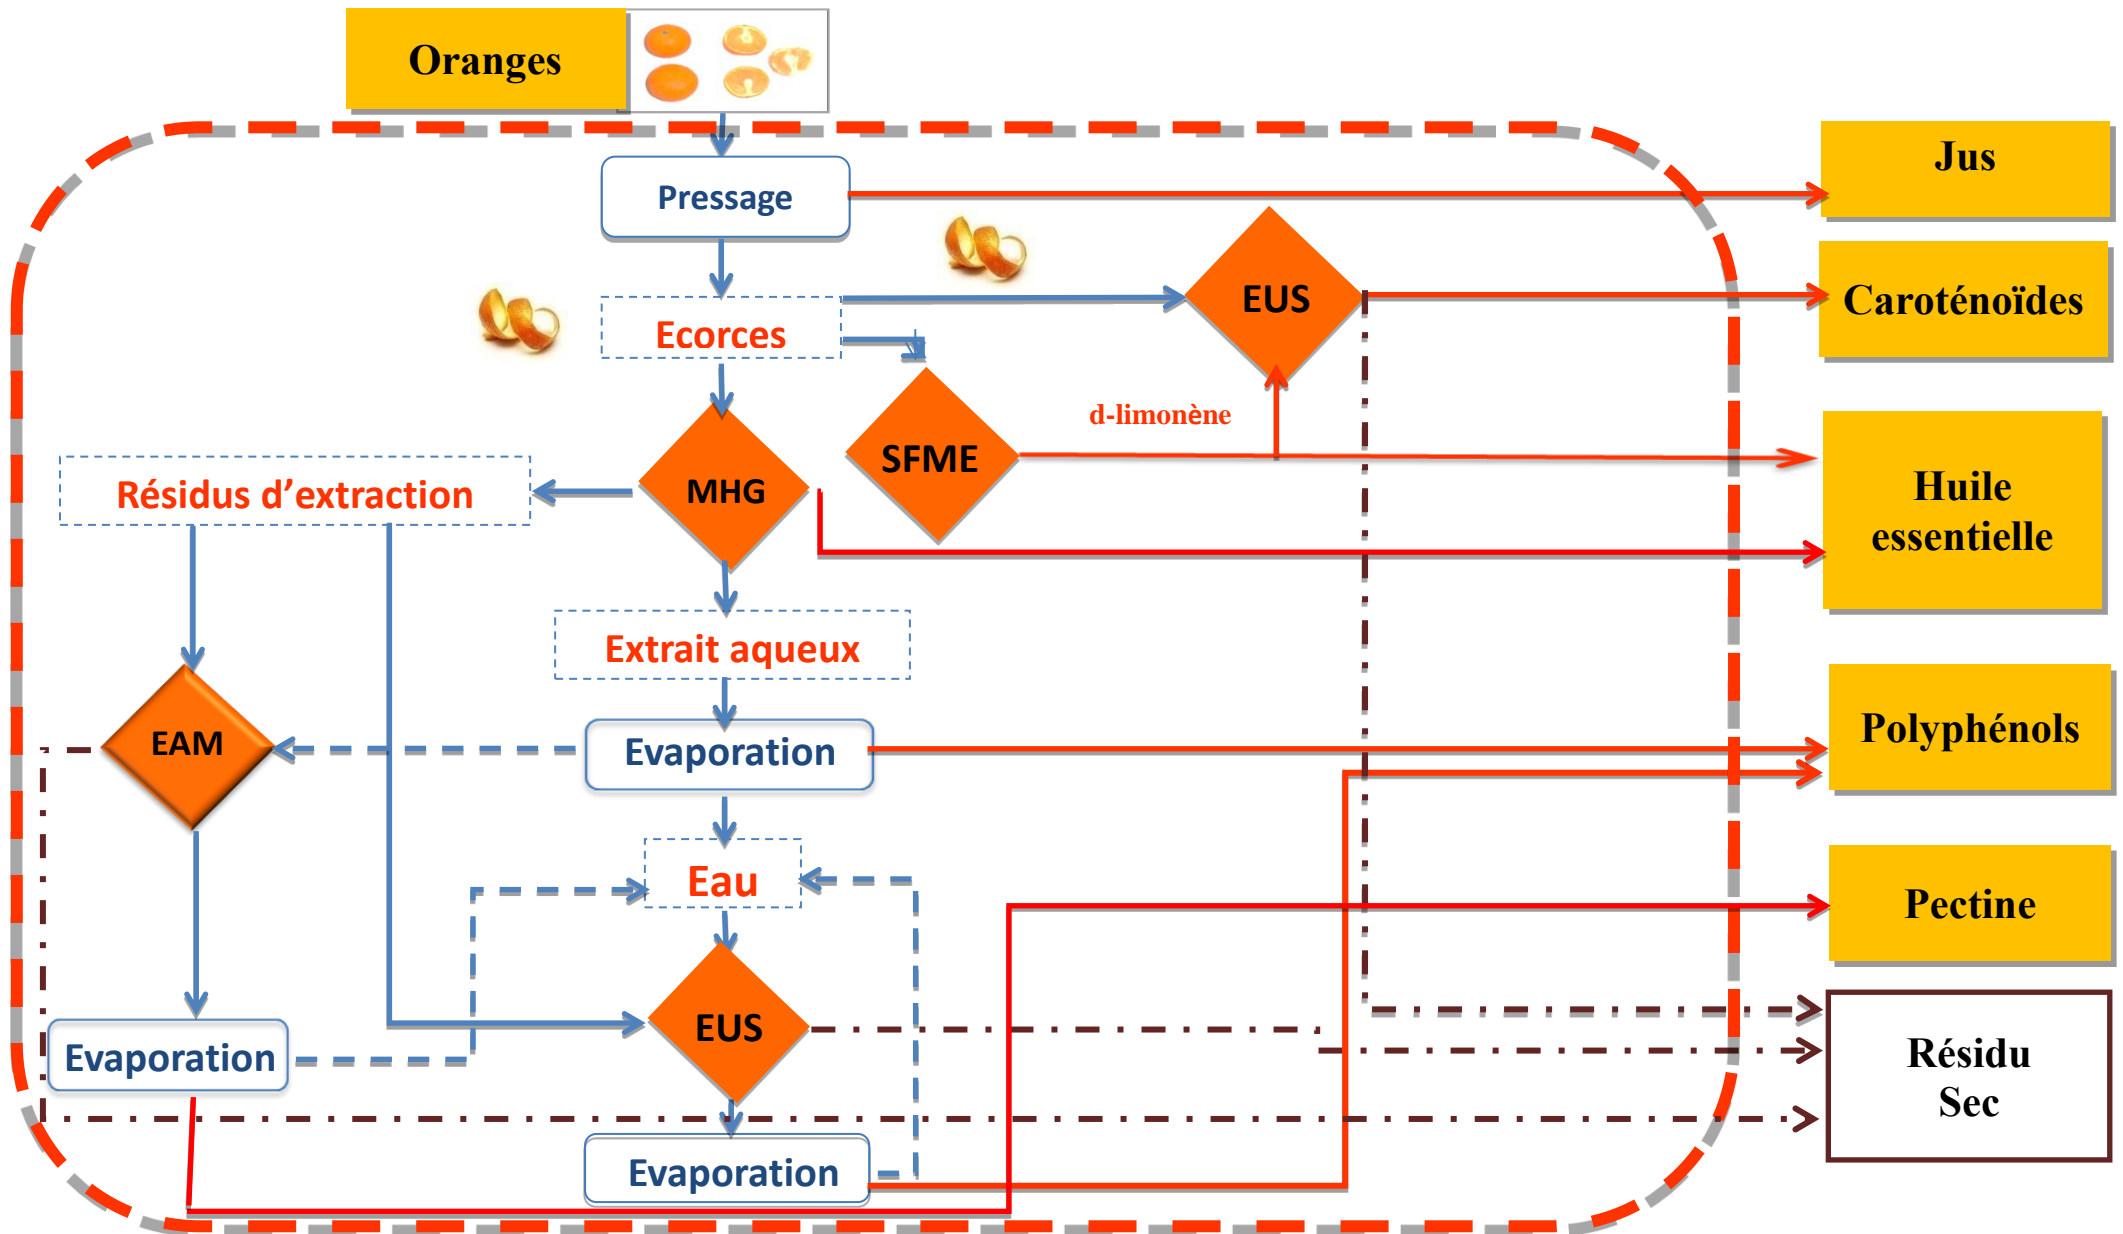 Oranges
Jus
Pressage
Caroténoïdes
EUS
Ecorces
d-limonène
SFME
MHG
Résidus d’extraction
Huile
essentielle
Extrait aqueux
Polyphénols
EAM
Evaporation
Eau
Pectine
EUS
Evaporation
Résidu
Sec
Evaporation